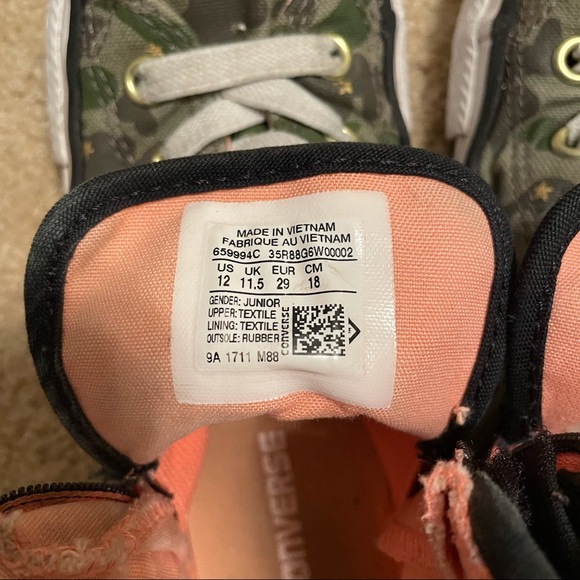 MADE IN VIETNAM
FABRIQUE AU VIETNAM
659994C 35R88G6W00002
US UK EUR CM
12 11.5 29 18
GENDER: JUNIOR
UPPER: TEXTILE
LINING: TEXTILE
OUTSOLE: RUBBER
CONVERSE
9A 1711 M88
CONVERSE